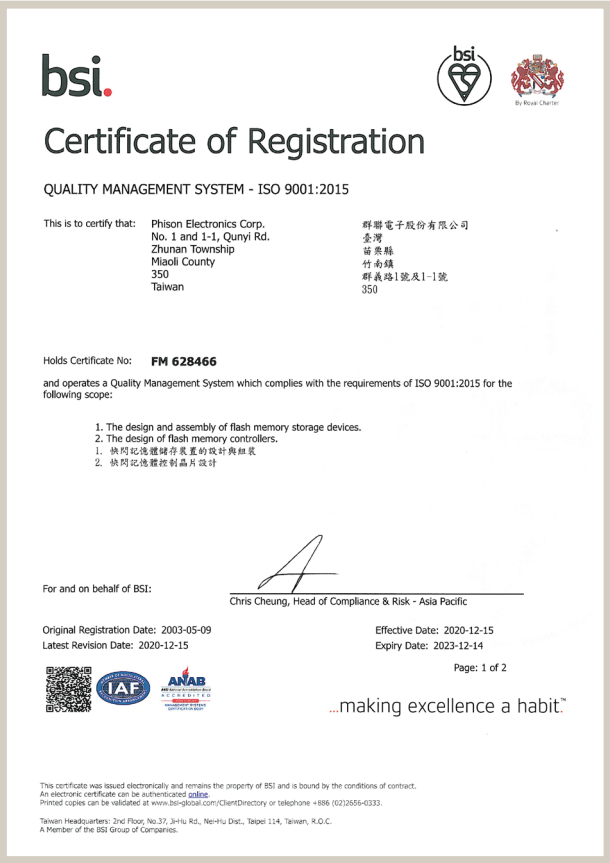 bsi.
bsi
By Royal Charter
Certificate of Registration
QUALITY MANAGEMENT SYSTEM - ISO 9001:2015
This is to certify that:
Phison Electronics Corp.
No. 1 and 1-1, Qunyi Rd.
Zhunan Township
Miaoli County
350
Taiwan
群聯電子股份有限公司
臺灣
苗栗縣
竹南鎮
群義路1號及1-1號
350
Holds Certificate No: FM 628466
and operates a Quality Management System which complies with the requirements of ISO 9001:2015 for the
following scope:
1. The design and assembly of flash memory storage devices.
2. The design of flash memory controllers.
1. 快閃記憶體儲存裝置的設計與組裝
2. 快閃記憶體控制晶片設計
For and on behalf of BSI:
Chris Cheung, Head of Compliance & Risk - Asia Pacific
Original Registration Date: 2003-05-09
Latest Revision Date: 2020-12-15
Effective Date: 2020-12-15
Expiry Date: 2023-12-14
Page: 1 of 2
IAF
ANAB
ANSI National Accreditation Board
ACCREDITED
MANAGEMENT SYSTEMS
CERTIFICATION BODY
...making excellence a habit.™
This certificate was issued electronically and remains the property of BSI and is bound by the conditions of contract.
An electronic certificate can be authenticated online.
Printed copies can be validated at www.bsi-global.com/ClientDirectory or telephone +886 (02)2656-0333.
Taiwan Headquarters: 2nd Floor, No.37, Ji-Hu Rd., Nei-Hu Dist., Taipei 114, Taiwan, R.O.C.
A Member of the BSI Group of Companies.